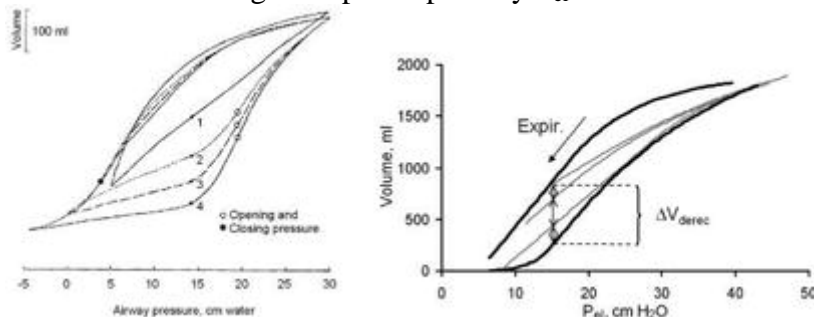 Volume
100 ml
1
2
3
4
Opening and
Closing pressure
-5 0 5 10 15 20 25 30
Airway pressure, cm water
2000
1500
1000
500
0
Volume, ml
Expir.
ΔVderec
0 10 20 30 40 50
Pel, cm H2O